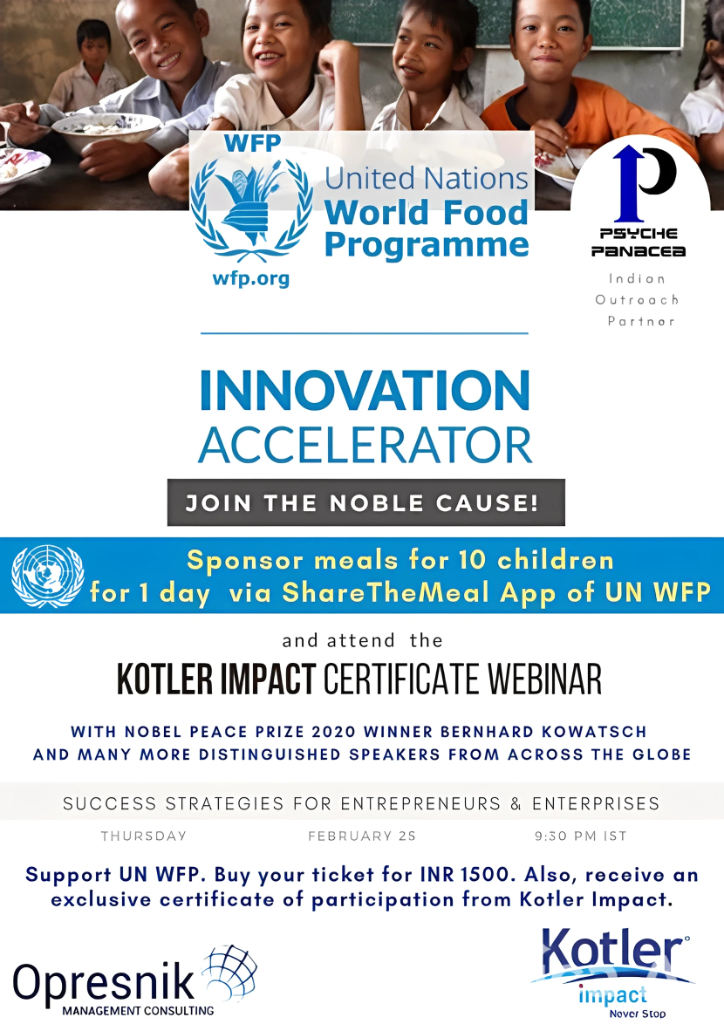 WFP
United Nations
World Food
Programme
wfp.org
PSYCHE
PANACEA
Indian
Outreach
Partnor
INNOVATION
ACCELERATOR
JOIN THE NOBLE CAUSE!
Sponsor meals for 10 children
for 1 day via ShareTheMeal App of UN WFP
and attend the
KOTLER IMPACT CERTIFICATE WEBINAR
WITH NOBEL PEACE PRIZE 2020 WINNER BERNHARD KOWATSCH
AND MANY MORE DISTINGUISHED SPEAKERS FROM ACROSS THE GLOBE
SUCCESS STRATEGIES FOR ENTREPRENEURS & ENTERPRISES
THURSDAY FEBRUARY 25 9:30 PM IST
Support UN WFP. Buy your ticket for INR 1500. Also, receive an
exclusive certificate of participation from Kotler Impact.
Opresnik
MANAGEMENT CONSULTING
Kotler
impact
Never Stop